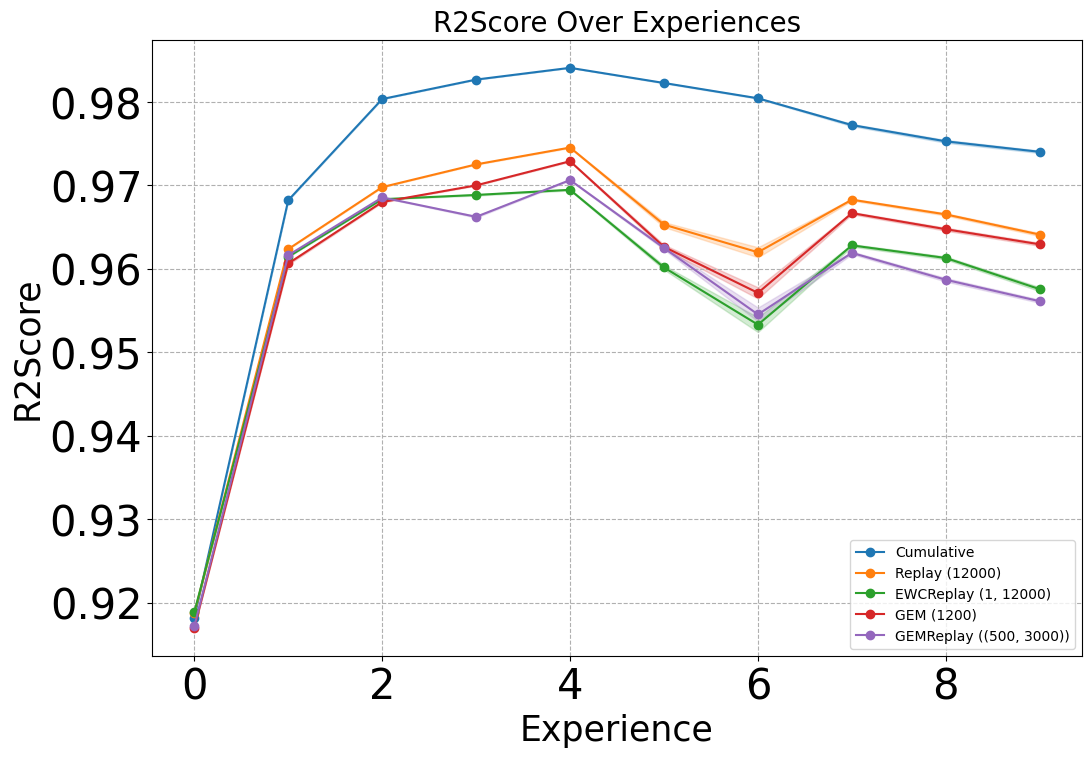 R2Score Over Experiences
R2Score
0.98
0.97
0.96
0.95
0.94
0.93
0.92
0
2
4
6
8
Experience
Cumulative
Replay (12000)
EWCReplay (1, 12000)
GEM (1200)
GEMReplay ((500, 3000))